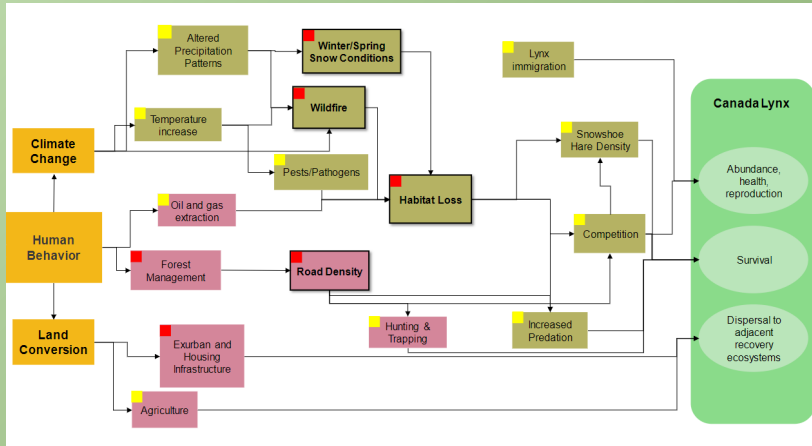 Altered
Precipitation
Patterns
Winter/Spring
Snow Conditions
Lynx
immigration
Canada Lynx
Temperature
increase
Wildfire
Climate
Change
Snowshoe
Hare Density
Pests/Pathogens
Abundance,
health,
reproduction
Oil and gas
extraction
Habitat Loss
Human
Behavior
Competition
Forest
Management
Road Density
Survival
Land
Conversion
Exurban and
Housing
Infrastructure
Hunting &
Trapping
Increased
Predation
Dispersal to
adjacent
recovery
ecosystems
Agriculture